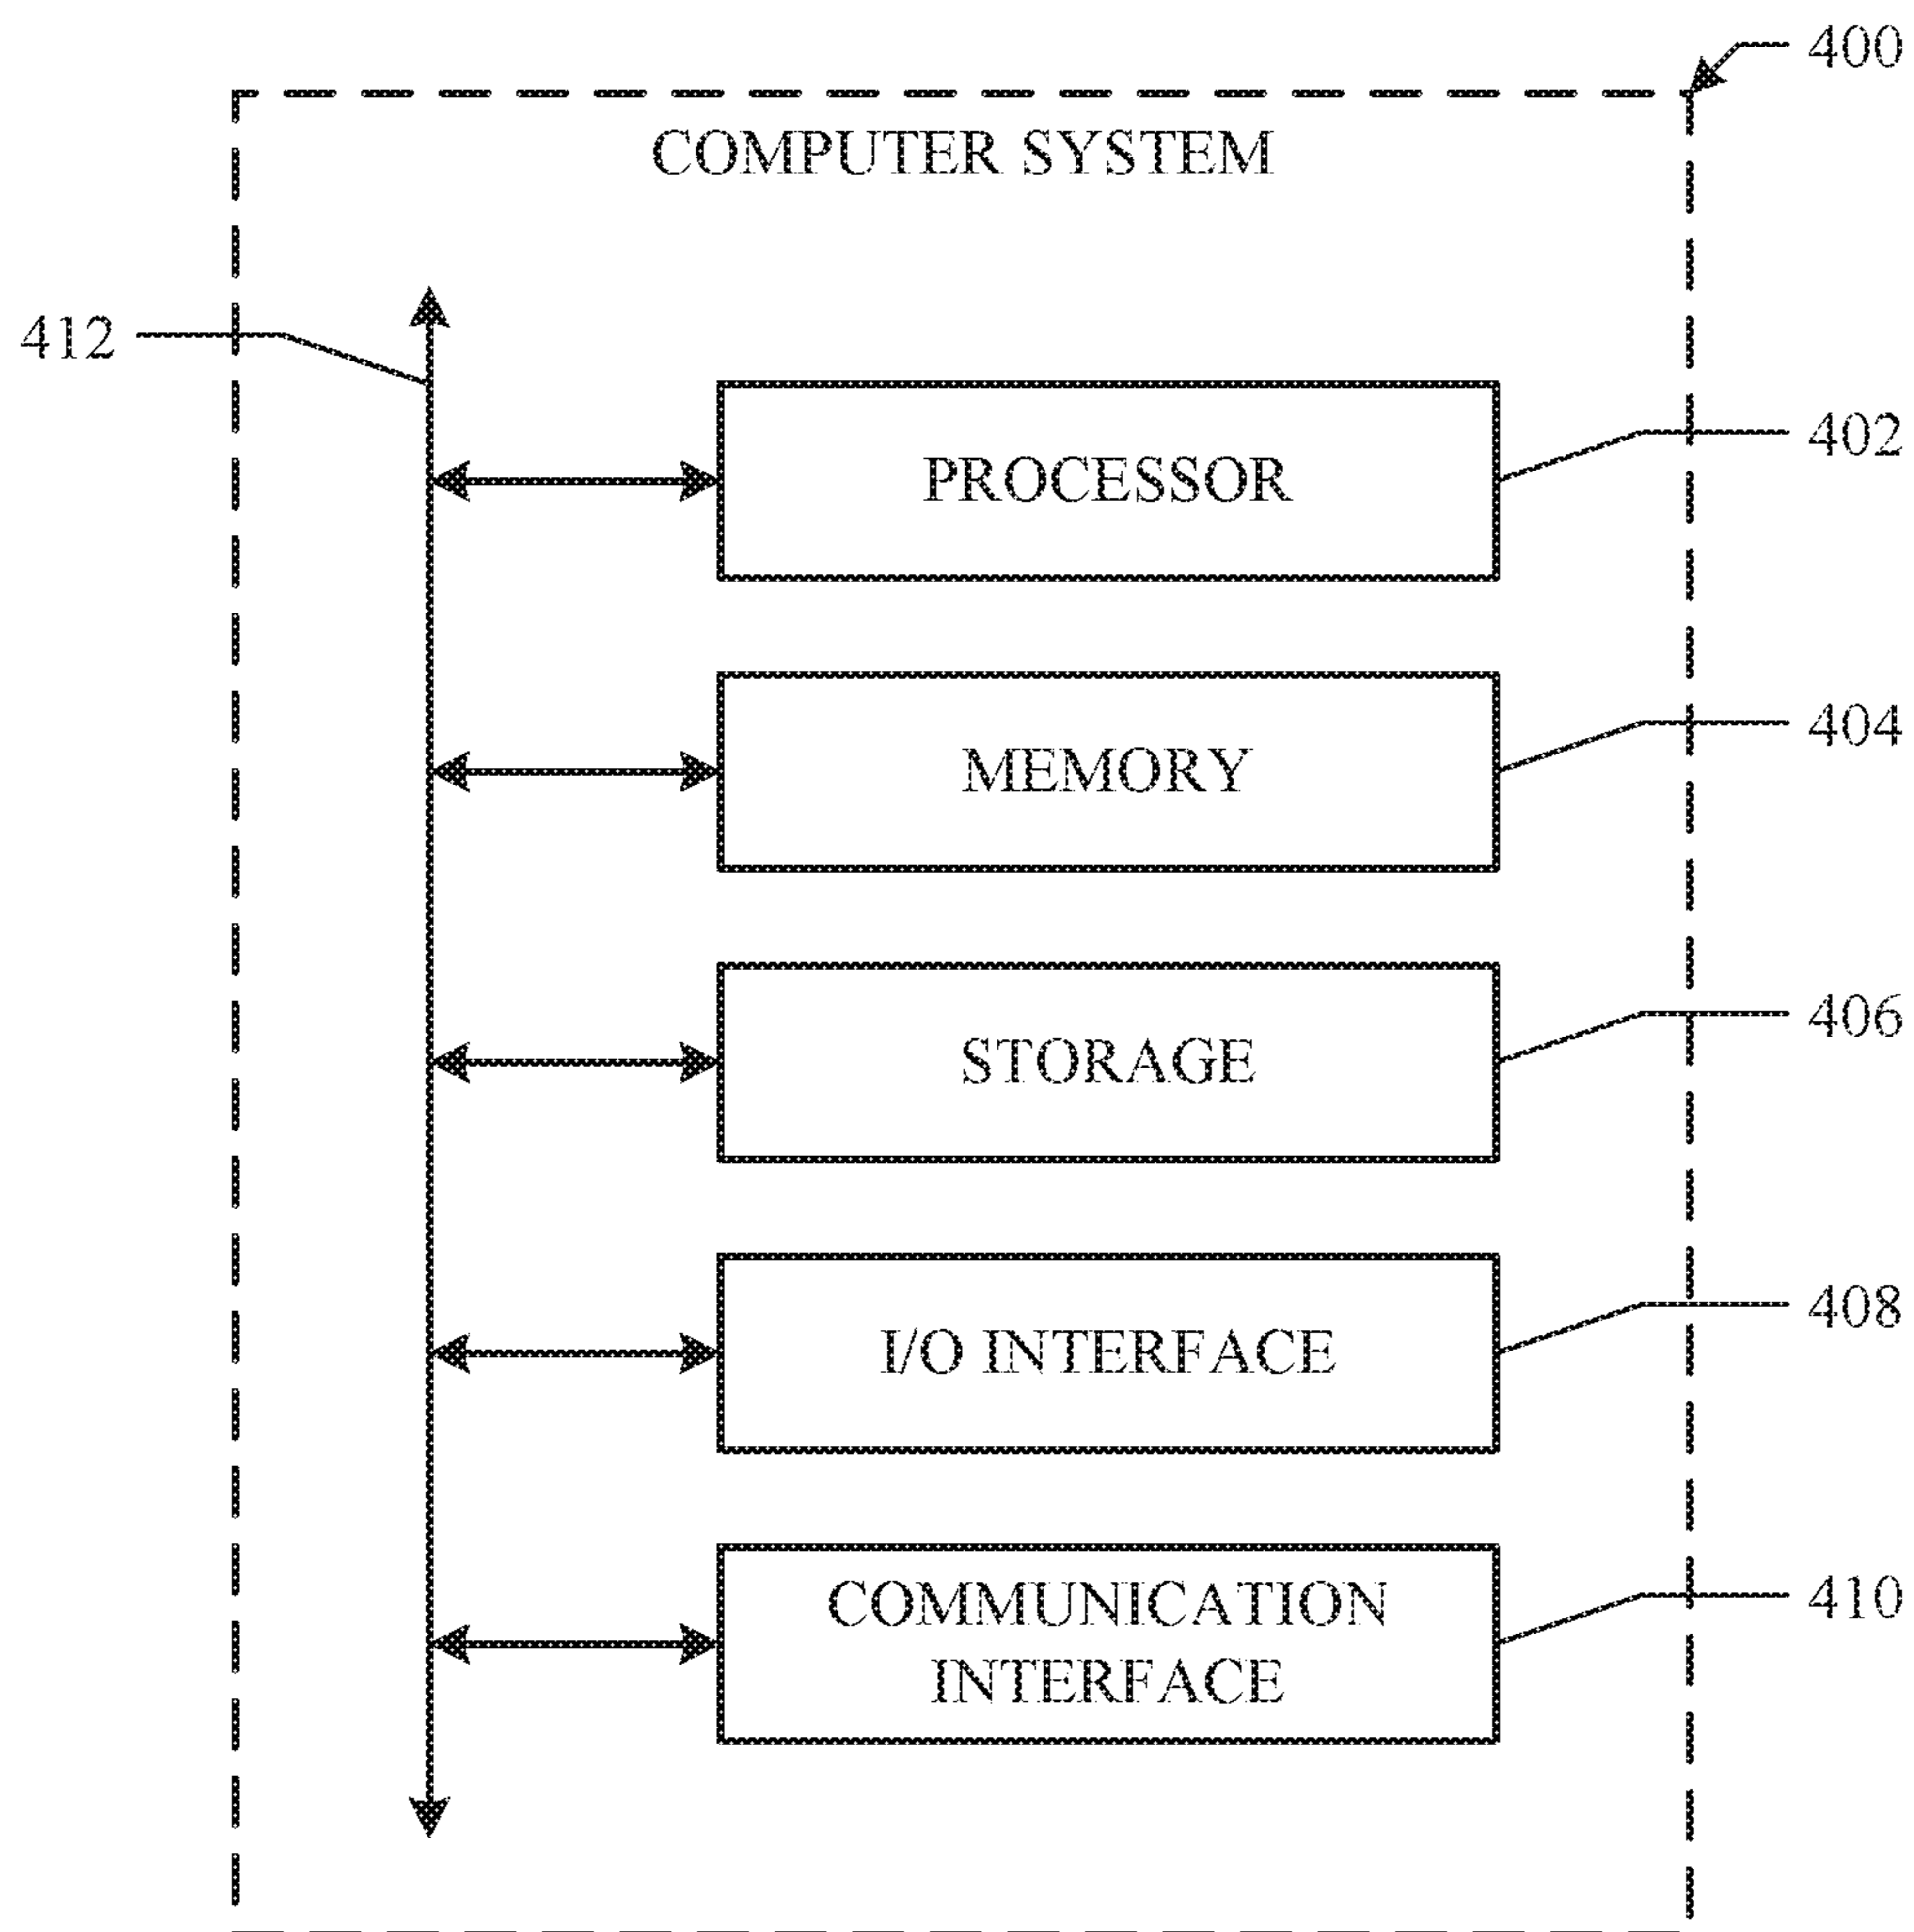 400
COMPUTER SYSTEM
412
PROCESSOR
402
MEMORY
404
STORAGE
406
I/O INTERFACE
408
COMMUNICATION
INTERFACE
410